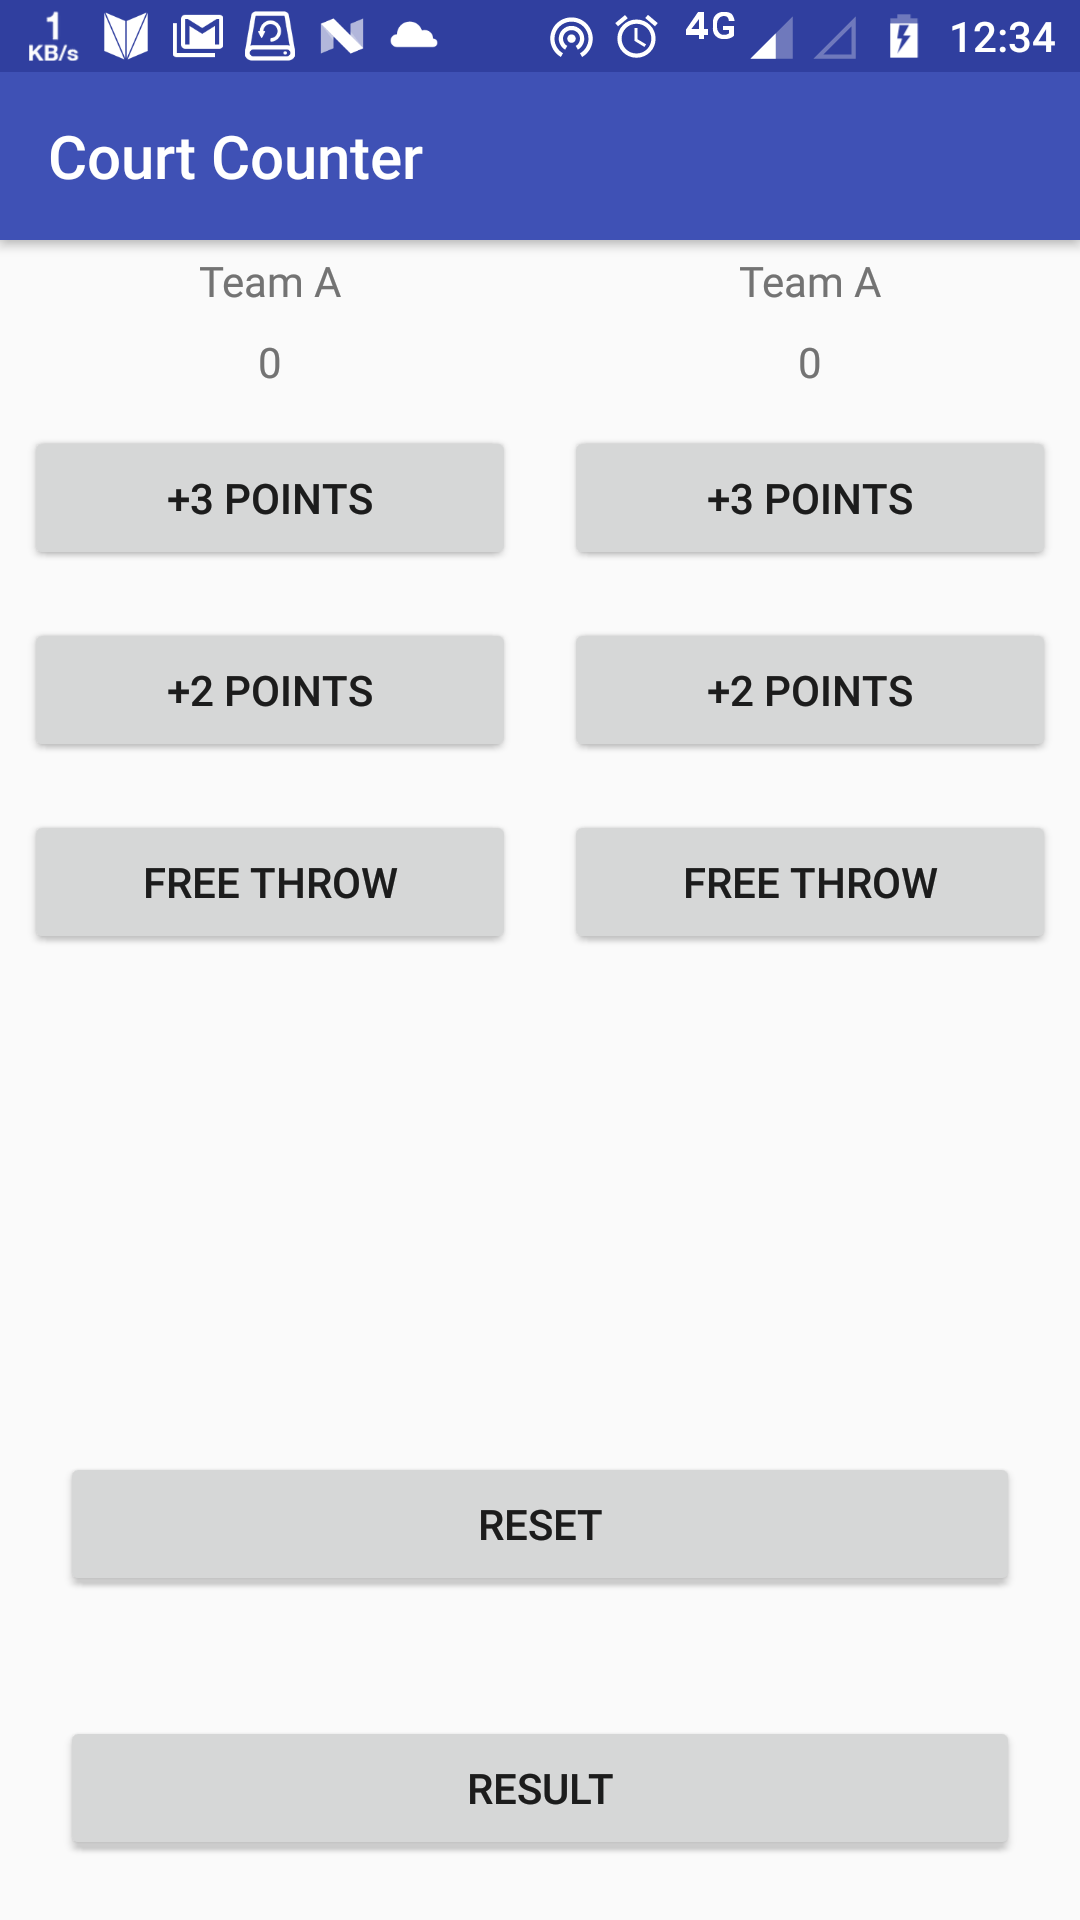 1 KB/s 4G 12:34
Court Counter
Team A Team A
0 0
+3 POINTS +3 POINTS
+2 POINTS +2 POINTS
FREE THROW FREE THROW
RESET
RESULT